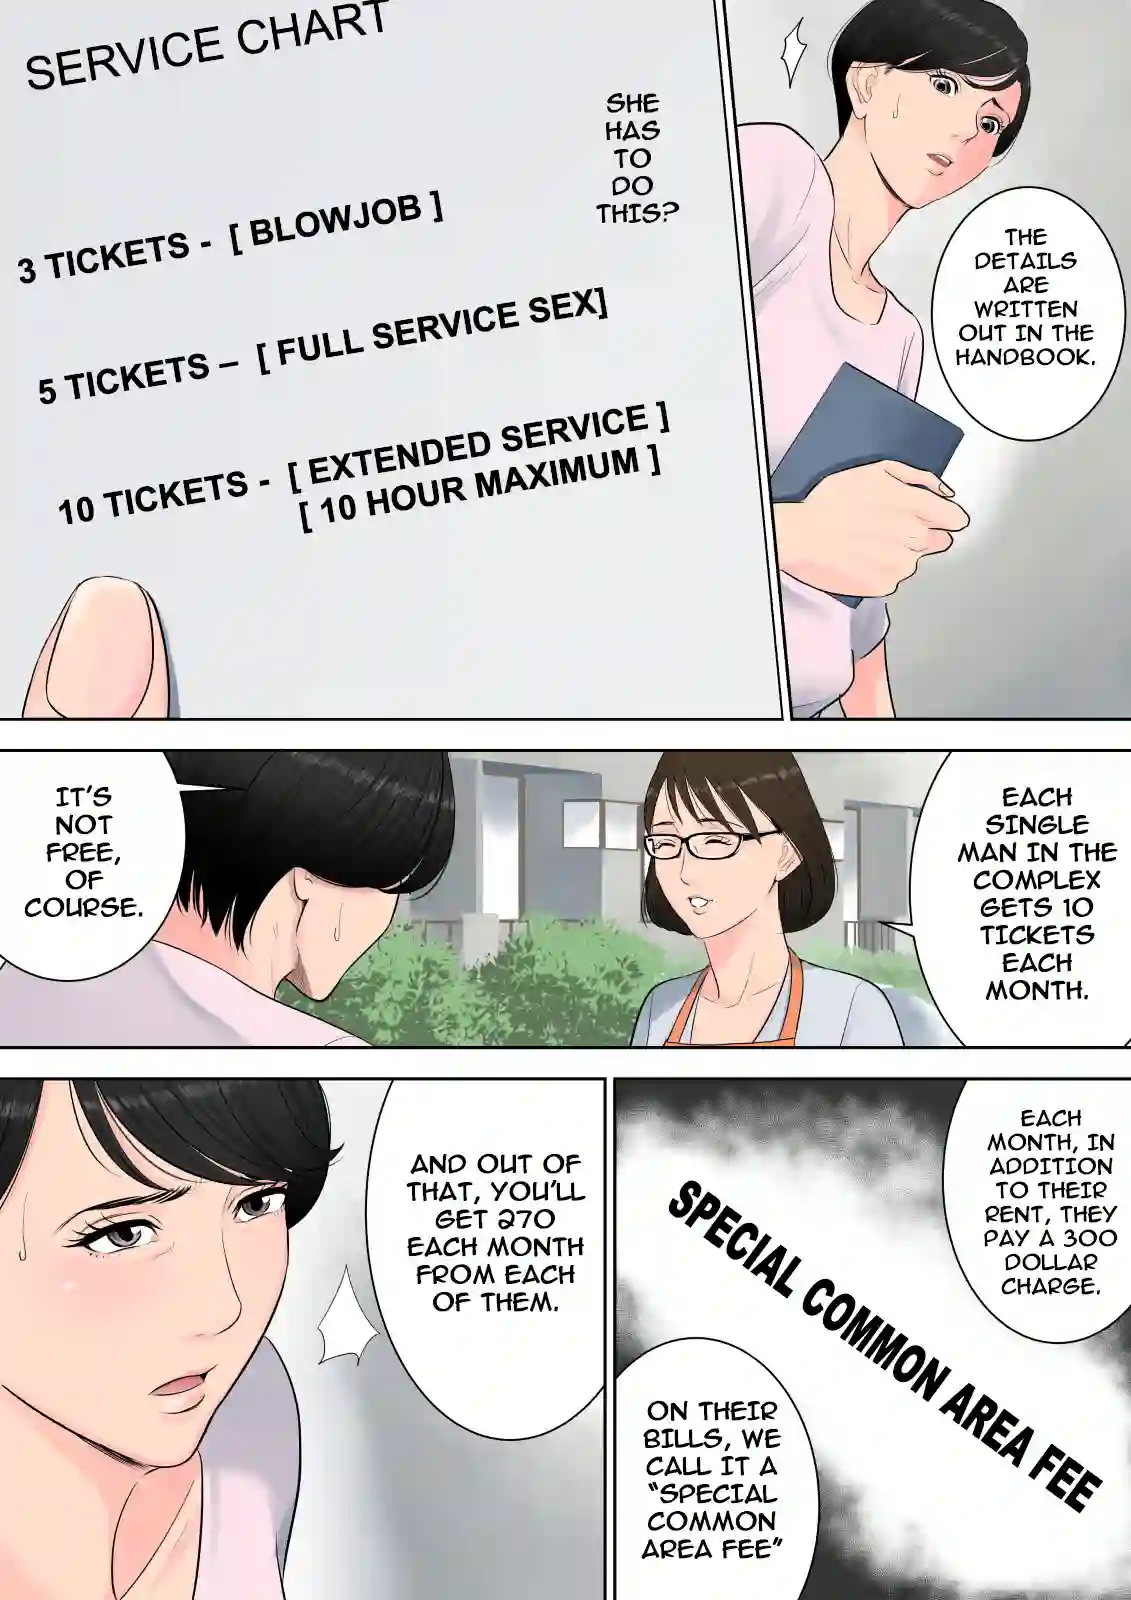 SERVICE CHART
3 TICKETS - [ BLOWJOB ]
5 TICKETS – [ FULL SERVICE SEX]
10 TICKETS - [ EXTENDED SERVICE ]
[ 10 HOUR MAXIMUM ]
SHE
HAS
TO
DO
THIS?
THE
DETAILS
ARE
WRITTEN
OUT IN THE
HANDBOOK.
IT'S
NOT
FREE,
OF
COURSE.
EACH
SINGLE
MAN IN THE
COMPLEX
GETS 10
TICKETS
EACH
MONTH.
AND OUT OF
THAT, YOU'LL
GET 270
EACH MONTH
FROM EACH
OF THEM.
EACH
MONTH, IN
ADDITION
TO THEIR
RENT, THEY
PAY A 300
DOLLAR
CHARGE.
SPECIAL COMMON AREA FEE
ON THEIR
BILLS, WE
CALL IT A
"SPECIAL
COMMON
AREA FEE"